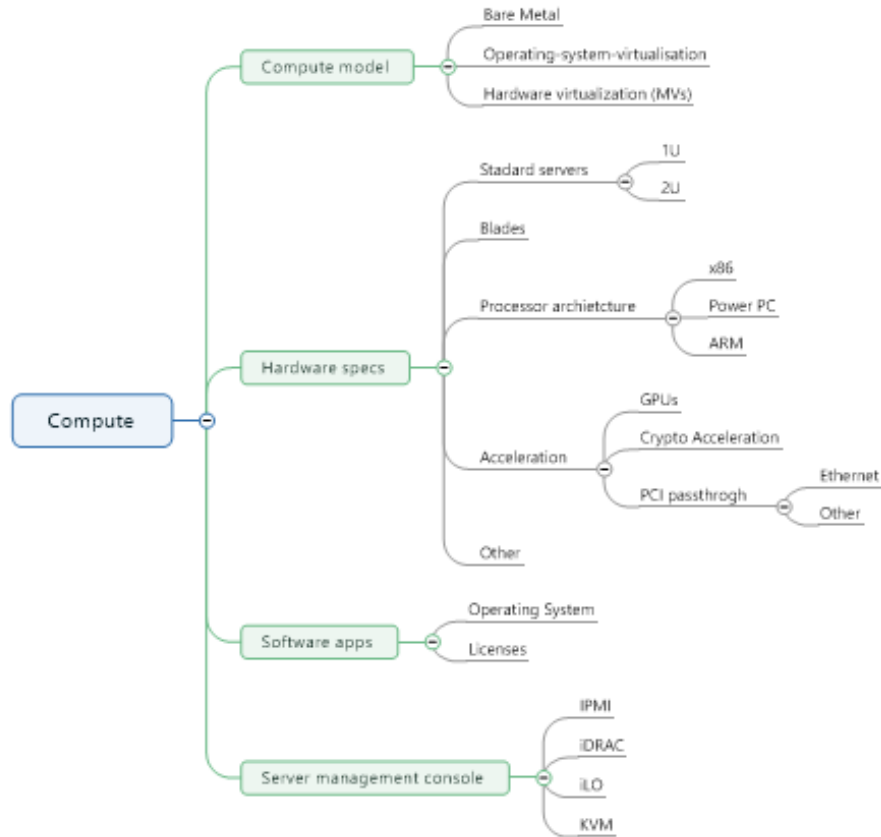 Compute
Compute model
Bare Metal
Operating-system-virtualisation
Hardware virtualization (MVs)
Hardware specs
Stadard servers
1U
2U
Blades
Processor archietcture
x86
Power PC
ARM
Acceleration
GPUs
Crypto Acceleration
PCI passthrogh
Ethernet
Other
Other
Software apps
Operating System
Licenses
Server management console
IPMI
iDRAC
iLO
KVM